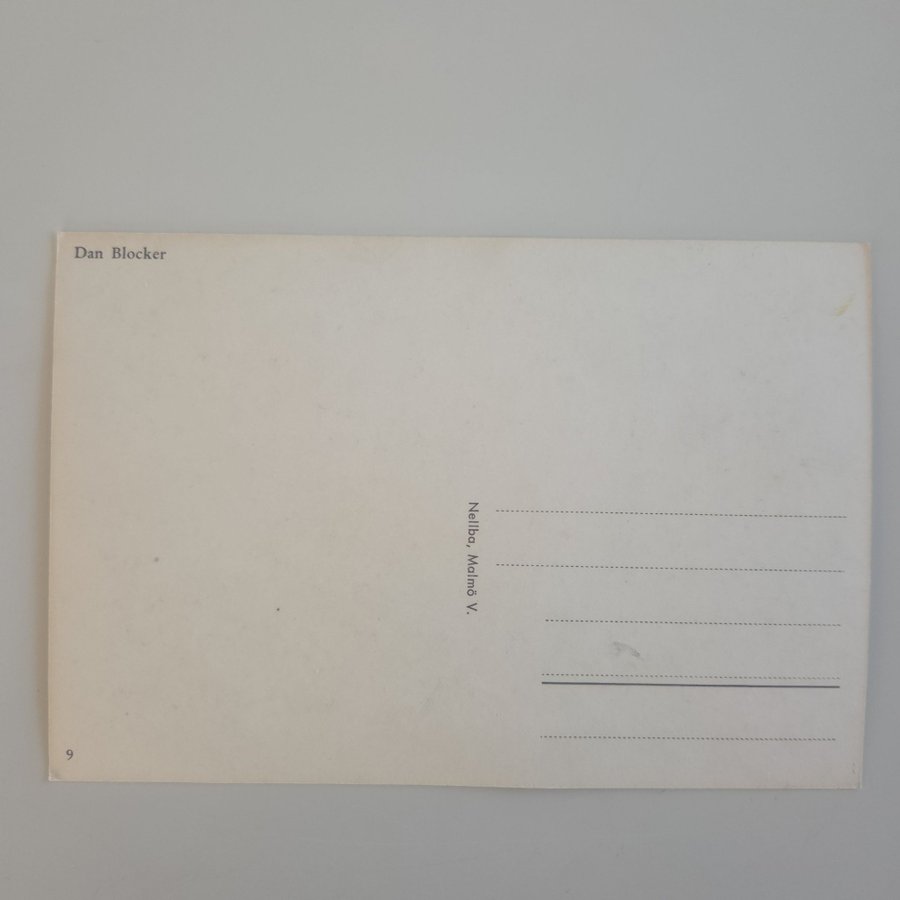 Dan Blocker
Nellba, Malmö V.
9